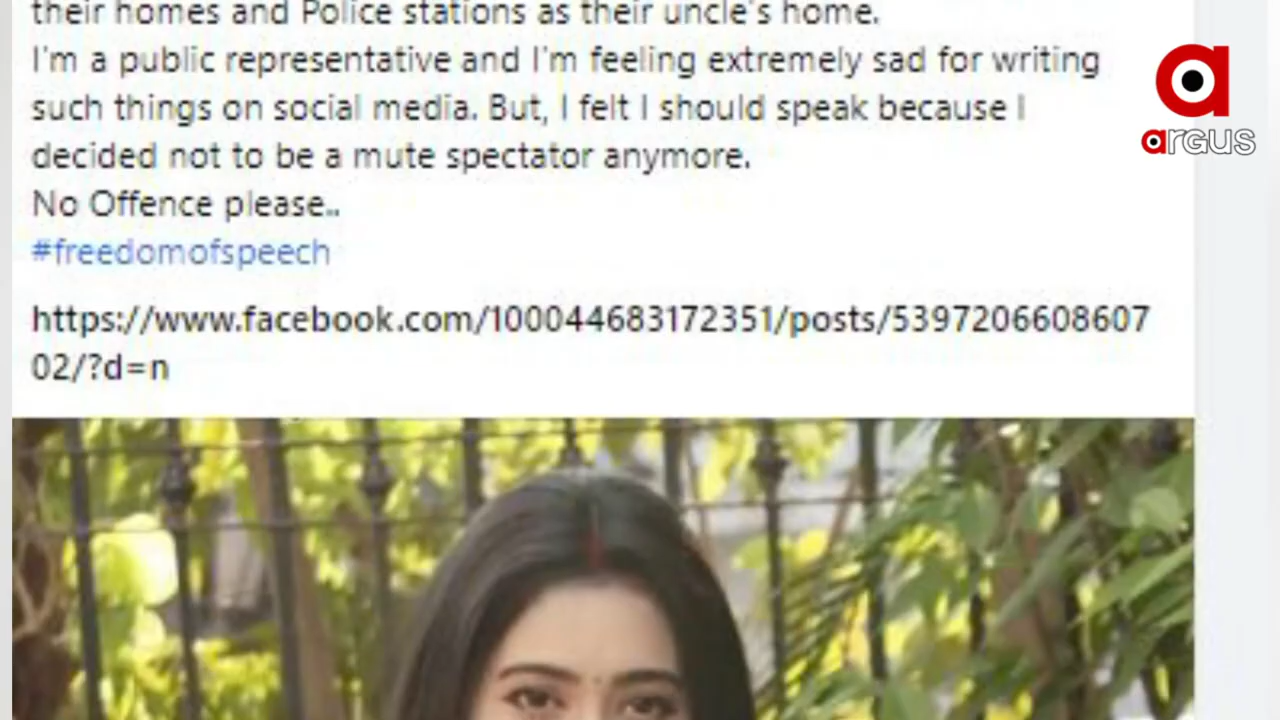 their homes and Police stations as their uncle's home.
I'm a public representative and I'm feeling extremely sad for writing
such things on social media. But, I felt I should speak because I
decided not to be a mute spectator anymore.
No Offence please..
#freedomofspeech
https://www.facebook.com/100044683172351/posts/5397206608607
02/?d=n
a
argus